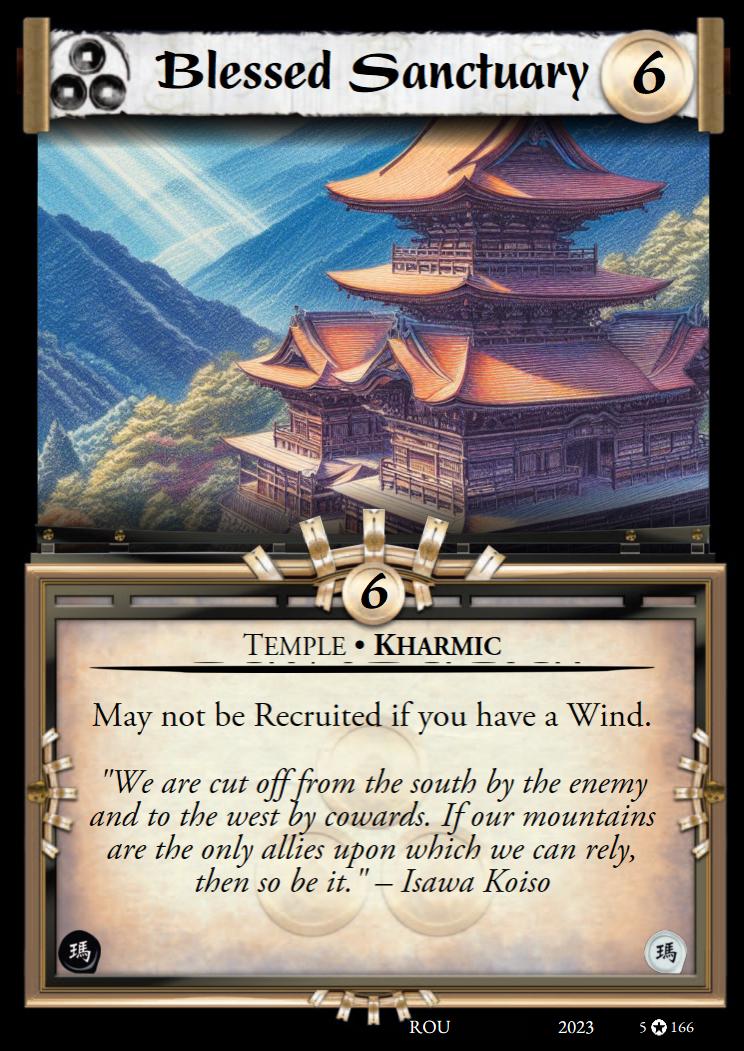 Blessed Sanctuary 6
6
Temple • Kharmic
May not be Recruited if you have a Wind.
"We are cut off from the south by the enemy
and to the west by cowards. If our mountains
are the only allies upon which we can rely,
then so be it." – Isawa Koiso
瑪 瑪
ROU 2023 5 ✪ 166